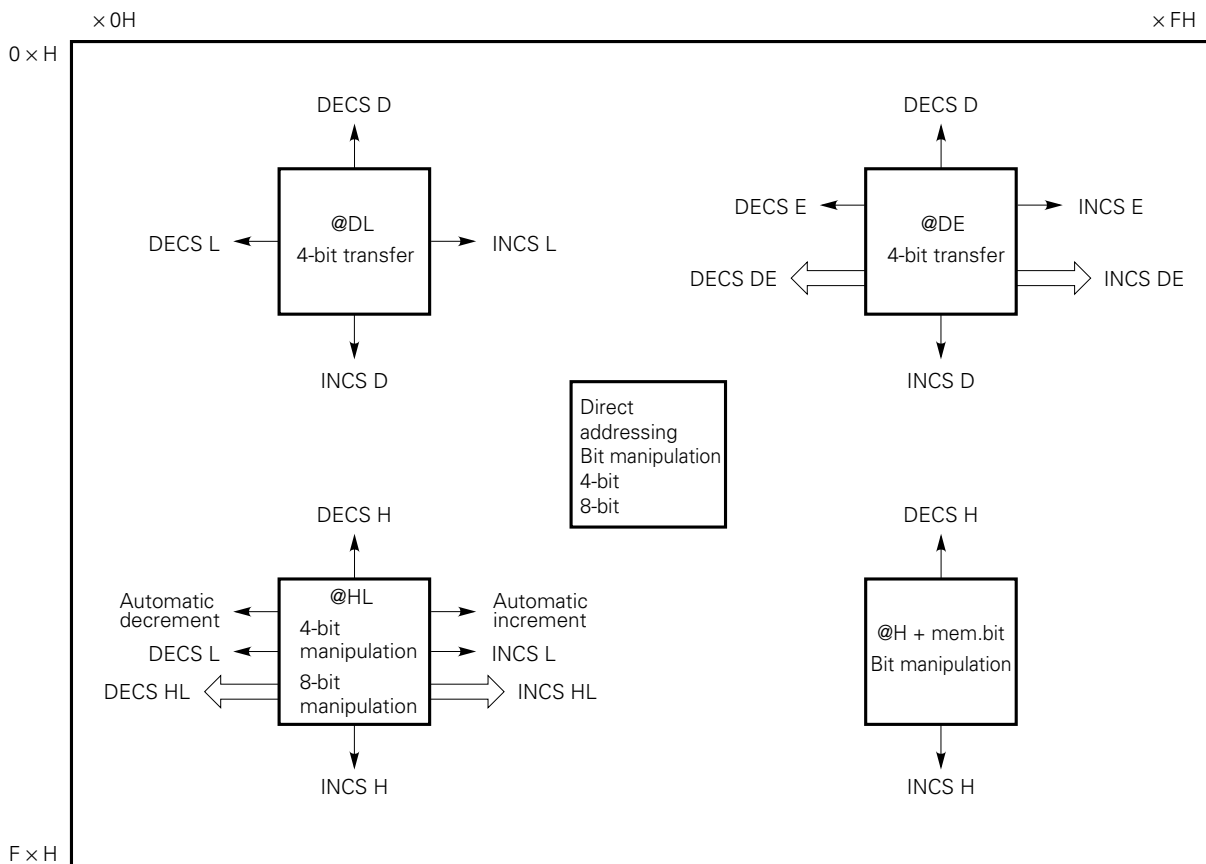 × 0H
× FH
0 × H
DECS D
@DL
4-bit transfer
DECS L
INCS L
INCS D
DECS D
DECS E
INCS E
@DE
4-bit transfer
DECS DE
INCS DE
INCS D
Direct
addressing
Bit manipulation
4-bit
8-bit
DECS H
@HL
4-bit
manipulation
8-bit
manipulation
Automatic
decrement
Automatic
increment
DECS L
INCS L
DECS HL
INCS HL
INCS H
DECS H
@H + mem.bit
Bit manipulation
INCS H
F × H